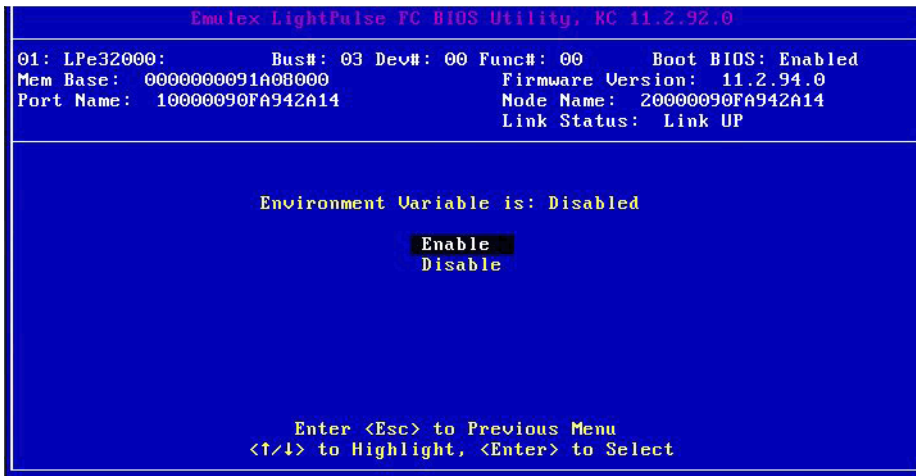 Emulex LightPulse FC BIOS Utility, KC 11.2.92.0
01: LPe32000: Bus#: 03 Dev#: 00 Func#: 00 Boot BIOS: Enabled
Mem Base: 0000000091A08000 Firmware Version: 11.2.94.0
Port Name: 10000090FA942A14 Node Name: 20000090FA942A14
Link Status: Link UP
Environment Variable is: Disabled
Enable
Disable
Enter <Esc> to Previous Menu
<↑/↓> to Highlight, <Enter> to Select